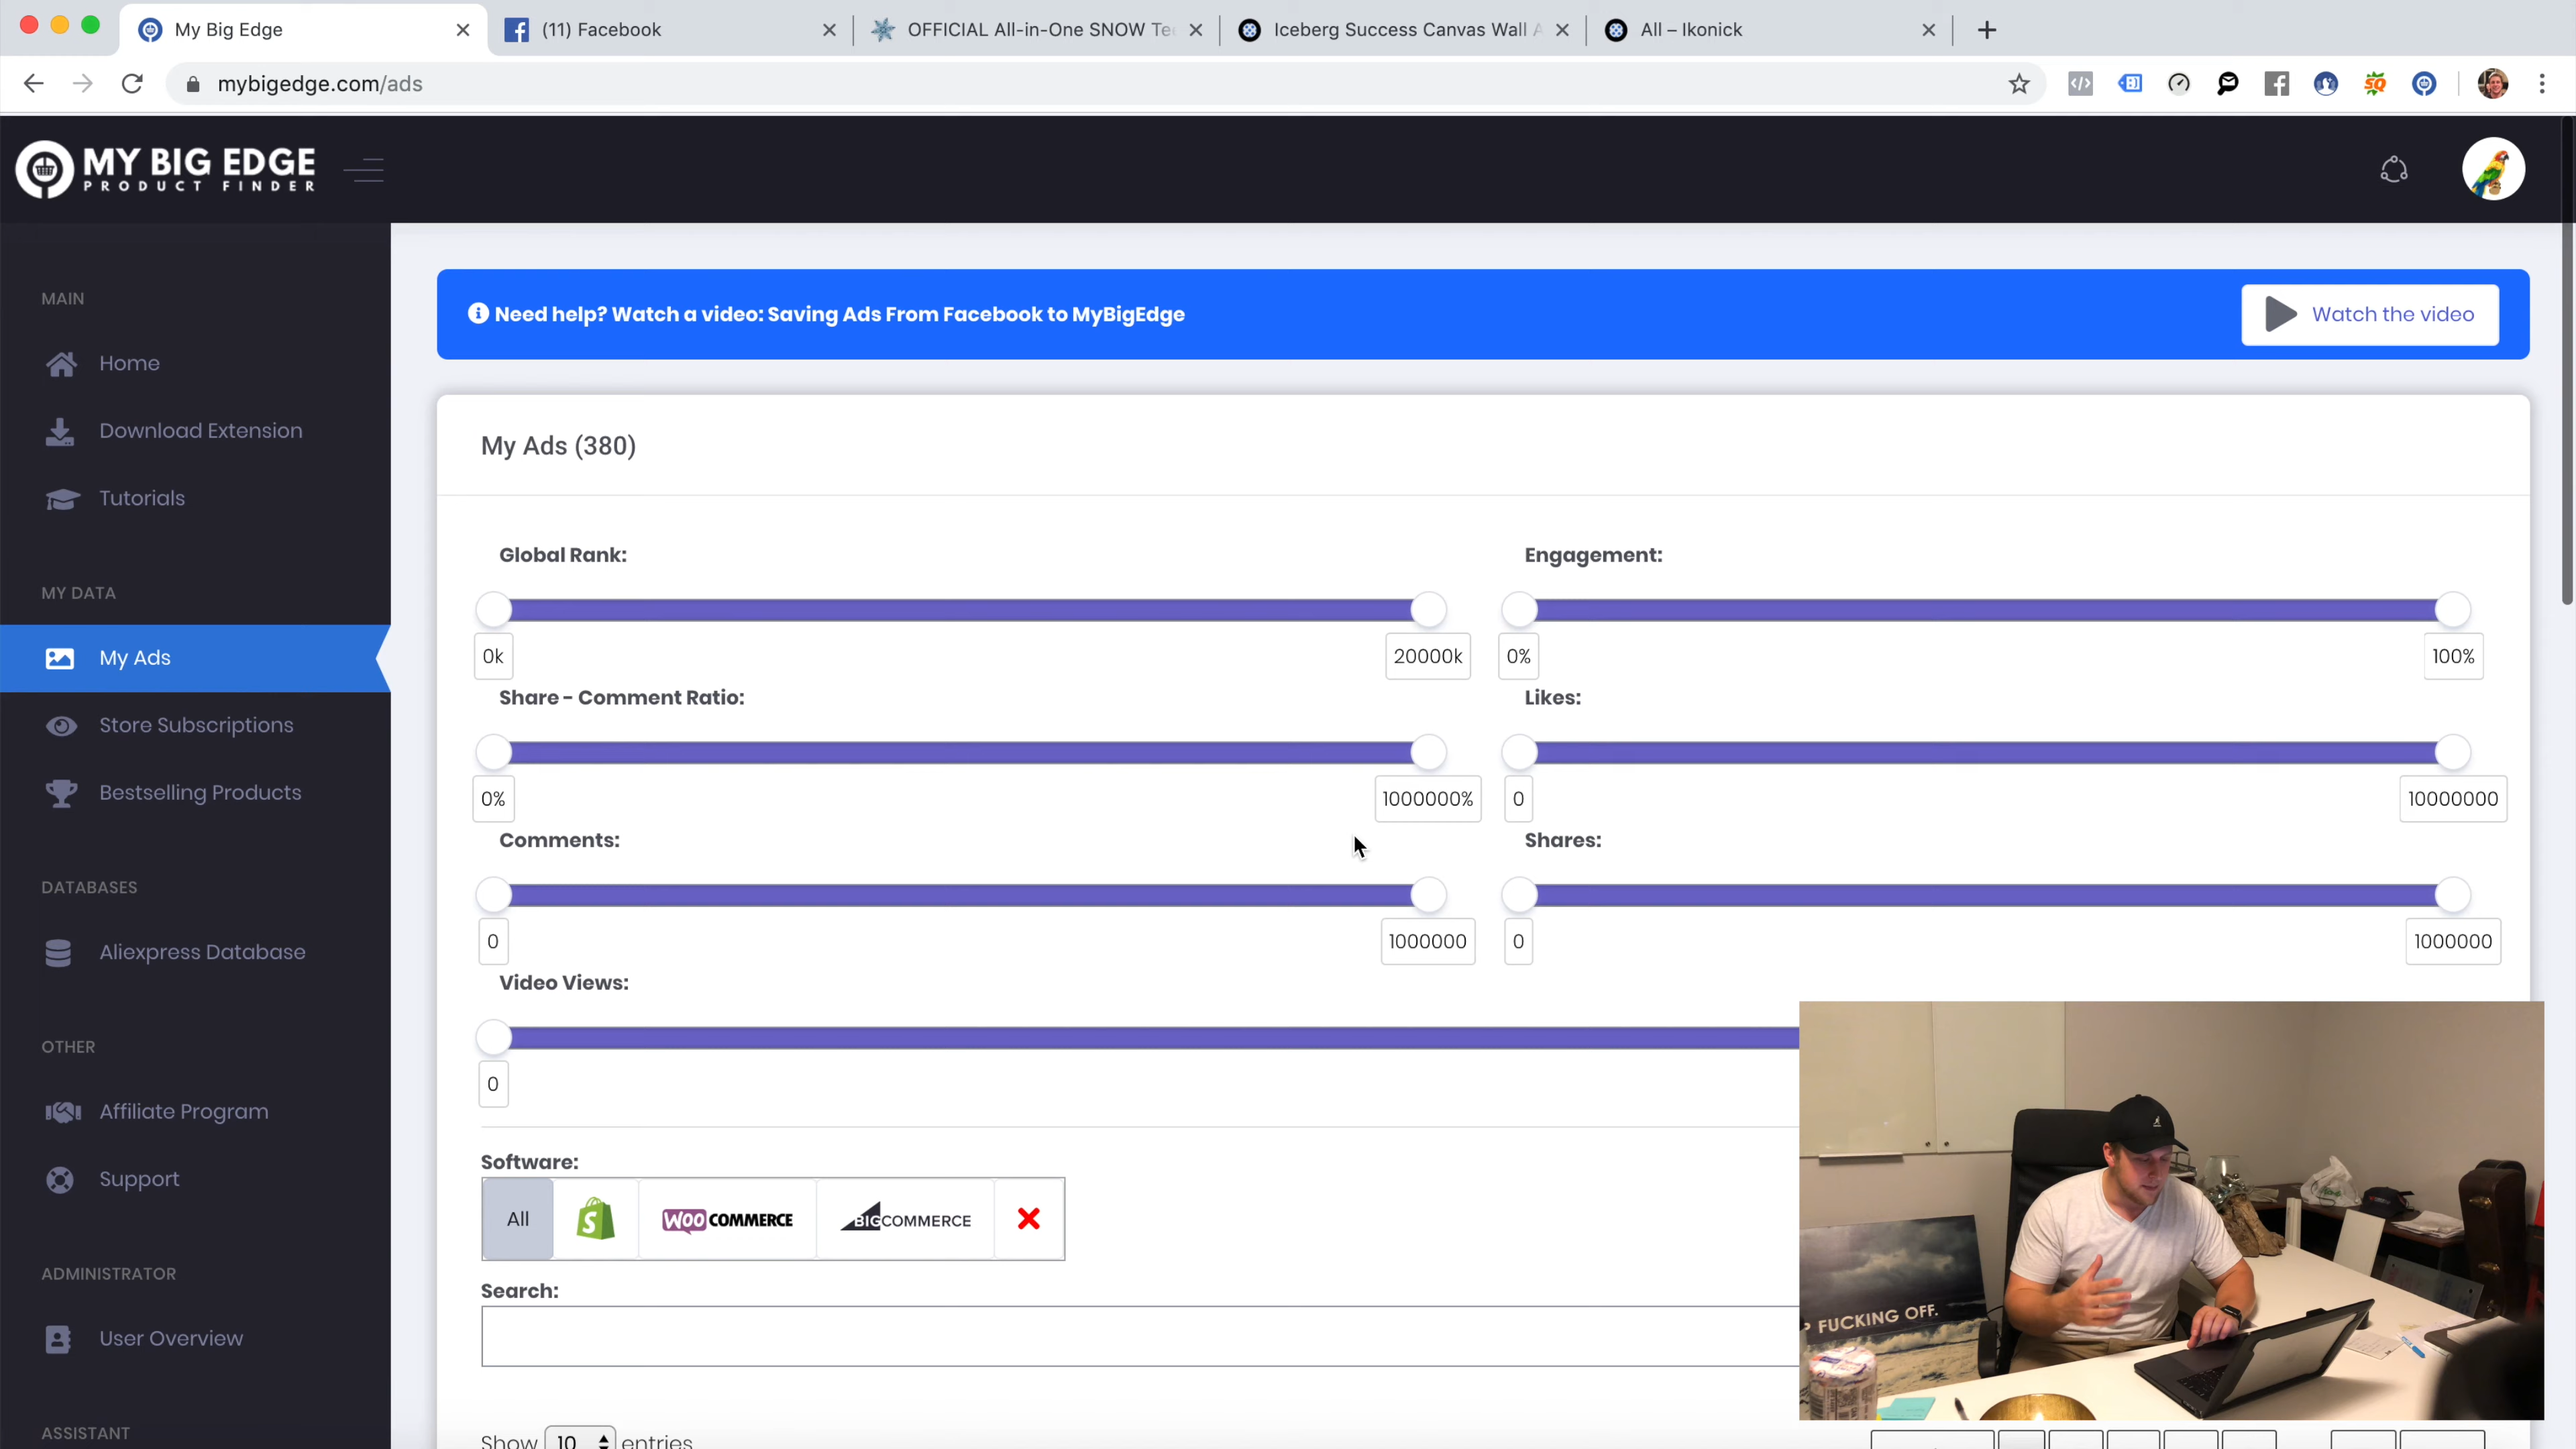 My Big Edge
(11) Facebook
OFFICIAL All-in-One SNOW Te
Iceberg Success Canvas Wall A
All – Ikonick
mybigedge.com/ads
MY BIG EDGE
PRODUCT FINDER
MAIN
Home
Download Extension
Tutorials
MY DATA
My Ads
Store Subscriptions
Bestselling Products
DATABASES
Aliexpress Database
OTHER
Affiliate Program
Support
ADMINISTRATOR
User Overview
ASSISTANT
Need help? Watch a video: Saving Ads From Facebook to MyBigEdge
Watch the video
My Ads (380)
Global Rank:
0k
20000k
Engagement:
0%
100%
Share - Comment Ratio:
0%
1000000%
Likes:
0
10000000
Comments:
0
1000000
Shares:
0
1000000
Video Views:
0
Software:
All
WOOCOMMERCE
BIGCOMMERCE
Search:
Show 10 entries
FUCKING OFF.